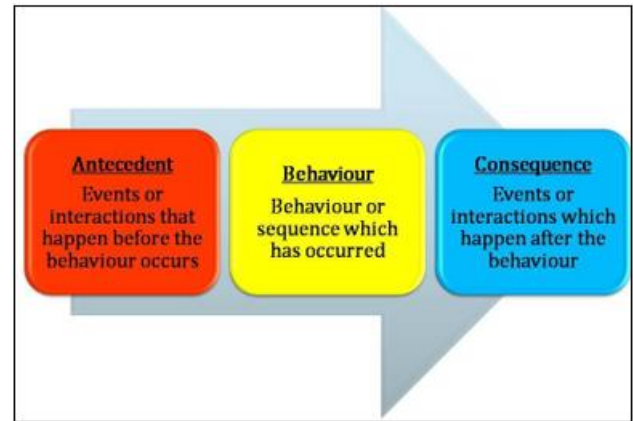 Antecedent
Events or
interactions that
happen before the
behaviour occurs
Behaviour
Behaviour or
sequence which
has occurred
Consequence
Events or
interactions which
happen after the
behaviour